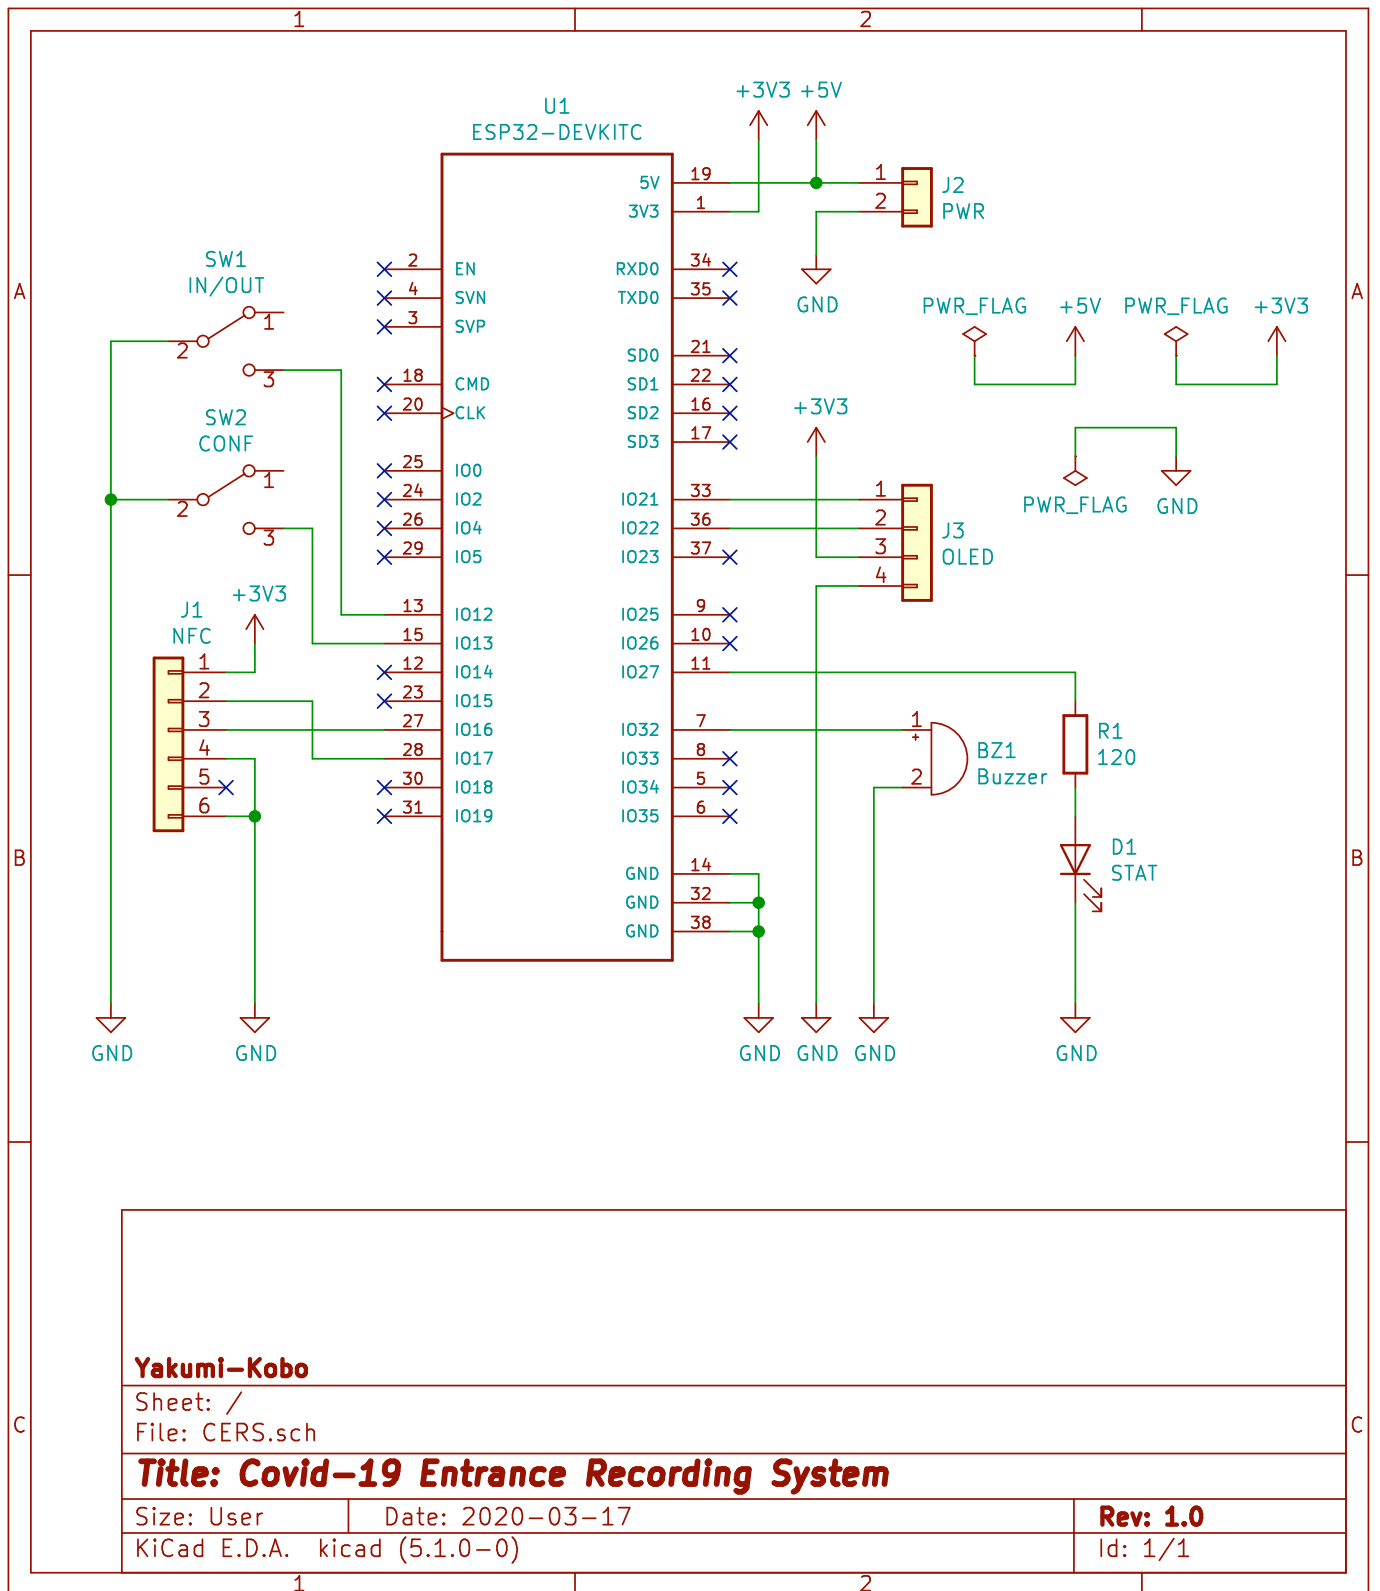 1 2
+3V3 +5V
U1
ESP32-DEVKITC
5V 19
3V3 1
1
2
J2
PWR
GND
SW1
IN/OUT
1
2
3
SW2
CONF
1
2
3
2 EN
4 SVN
3 SVP
18 CMD
20 CLK
25 IO0
24 IO2
26 IO4
29 IO5
13 IO12
15 IO13
12 IO14
23 IO15
27 IO16
28 IO17
30 IO18
31 IO19
RXD0 34
TXD0 35
SD0 21
SD1 22
SD2 16
SD3 17
IO21 33
IO22 36
IO23 37
IO25 9
IO26 10
IO27 11
IO32 7
IO33 8
IO34 5
IO35 6
GND 14
GND 32
GND 38
A A
PWR_FLAG +5V PWR_FLAG +3V3
PWR_FLAG GND
+3V3
1
2
3
4
J3
OLED
J1
NFC
+3V3
1
2
3
4
5
6
1
+
2
BZ1
Buzzer
R1
120
D1
STAT
B B
GND GND GND GND GND GND
Yakumi-Kobo
Sheet: /
File: CERS.sch
C C
Title: Covid-19 Entrance Recording System
Size: User Date: 2020-03-17 Rev: 1.0
KiCad E.D.A. kicad (5.1.0-0) Id: 1/1
1 2